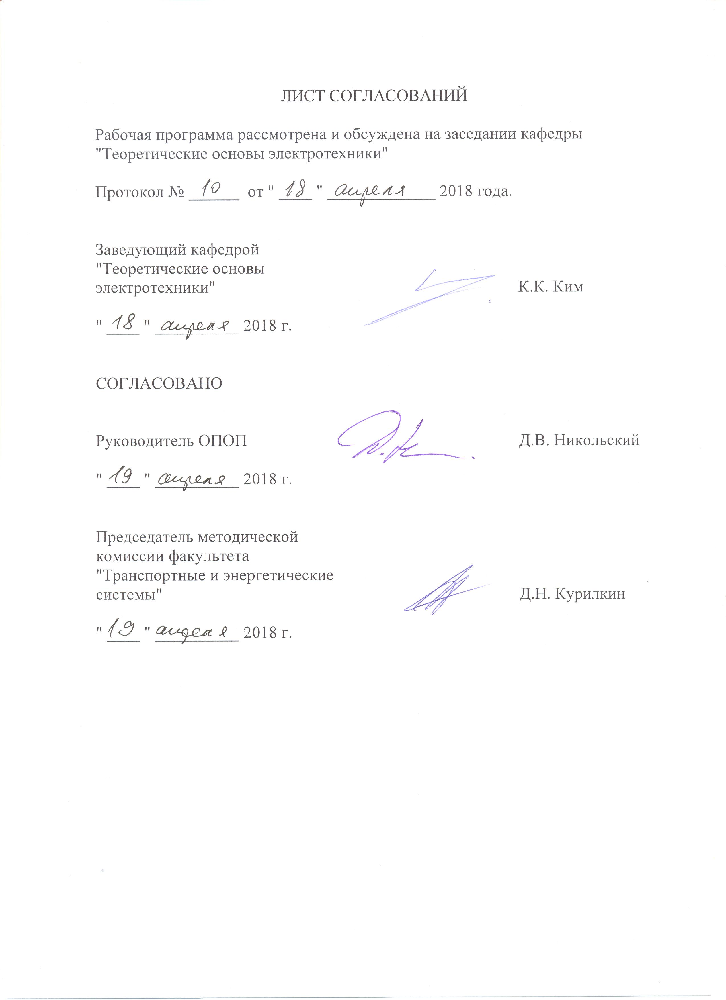 ЛИСТ СОГЛАСОВАНИЙ
Рабочая программа рассмотрена и обсуждена на заседании кафедры
"Теоретические основы электротехники"
Протокол № 10 от " 18 " апреля 2018 года.
Заведующий кафедрой
"Теоретические основы
электротехники" К.К. Ким
" 18 " апреля 2018 г.
СОГЛАСОВАНО
Руководитель ОПОП Д.В. Никольский
" 19 " апреля 2018 г.
Председатель методической
комиссии факультета
"Транспортные и энергетические
системы" Д.Н. Курилкин
" 19 " апреля 2018 г.